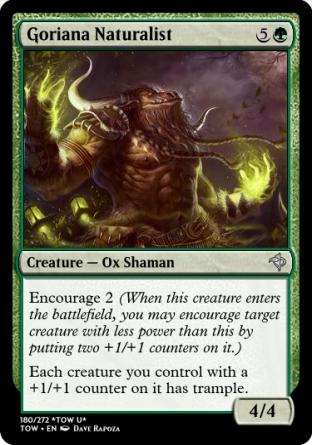 Goriana Naturalist 5
Creature — Ox Shaman
Encourage 2 (When this creature enters
the battlefield, you may encourage target
creature with less power than this by
putting two +1/+1 counters on it.)
Each creature you control with a
+1/+1 counter on it has trample.
4/4
180/272 *TOW U*
TOW • EN Dave Rapoza